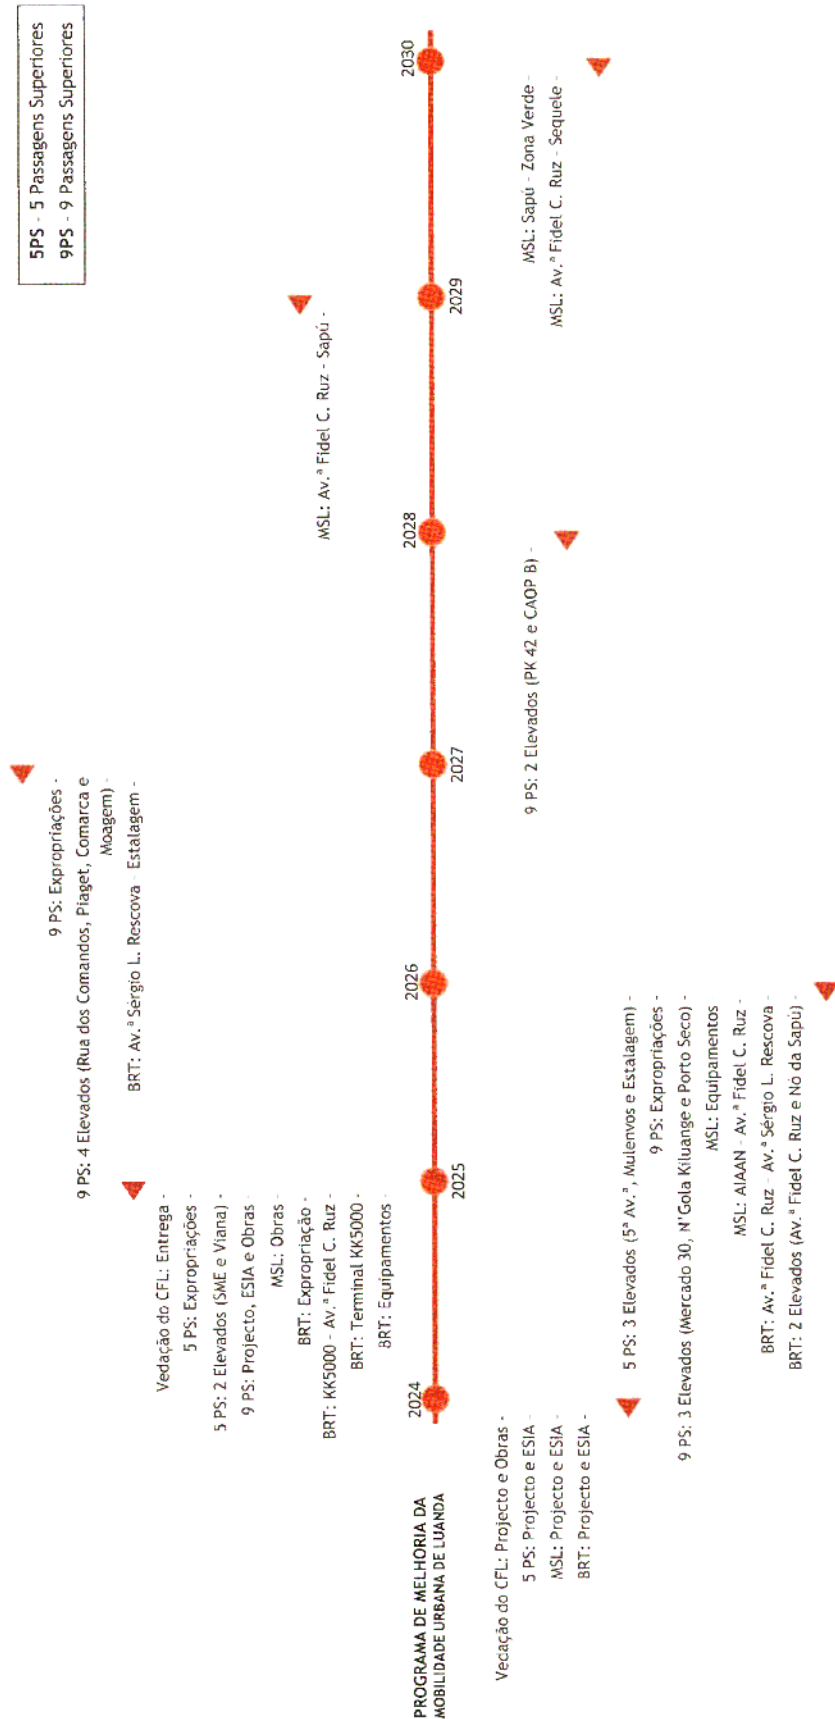 5PS - 5 Passagens Superiores
9PS - 9 Passagens Superiores
9 PS: Expropriações -
9 PS: 4 Elevados (Rua dos Comandos, Piaget, Comarca e
Moagem) -
BRT: Av.ª Sérgio L. Rescova - Estalagem -
Vedação do CFL: Entrega -
5 PS: Expropriações -
5 PS: 2 Elevados (SME e Viana) -
9 PS: Projecto, ESIA e Obras -
MSL: Obras -
BRT: Expropriação -
BRT: KK5000 - Av.ª Fidel C. Ruz -
BRT: Terminal KK5000 -
BRT: Equipamentos -
MSL: Av.ª Fidel C. Ruz - Sapú -
PROGRAMA DE MELHORIA DA
MOBILIDADE URBANA DE LUANDA
2024
2025
2026
2027
2028
2029
2030
Vedação do CFL: Projecto e Obras -
5 PS: Projecto e ESIA -
MSL: Projecto e ESIA -
BRT: Projecto e ESIA -
5 PS: 3 Elevados (5ª Av.ª, Mulenvos e Estalagem) -
9 PS: Expropriações -
9 PS: 3 Elevados (Mercado 30, N'Gola Kiluange e Porto Seco) -
MSL: Equipamentos
MSL: AIAAN - Av.ª Fidel C. Ruz -
BRT: Av.ª Fidel C. Ruz - Av.ª Sérgio L. Rescova -
BRT: 2 Elevados (Av.ª Fidel C. Ruz e Nó da Sapú) -
9 PS: 2 Elevados (PK 42 e CAOP B) -
MSL: Sapú - Zona Verde -
MSL: Av.ª Fidel C. Ruz - Sequele -